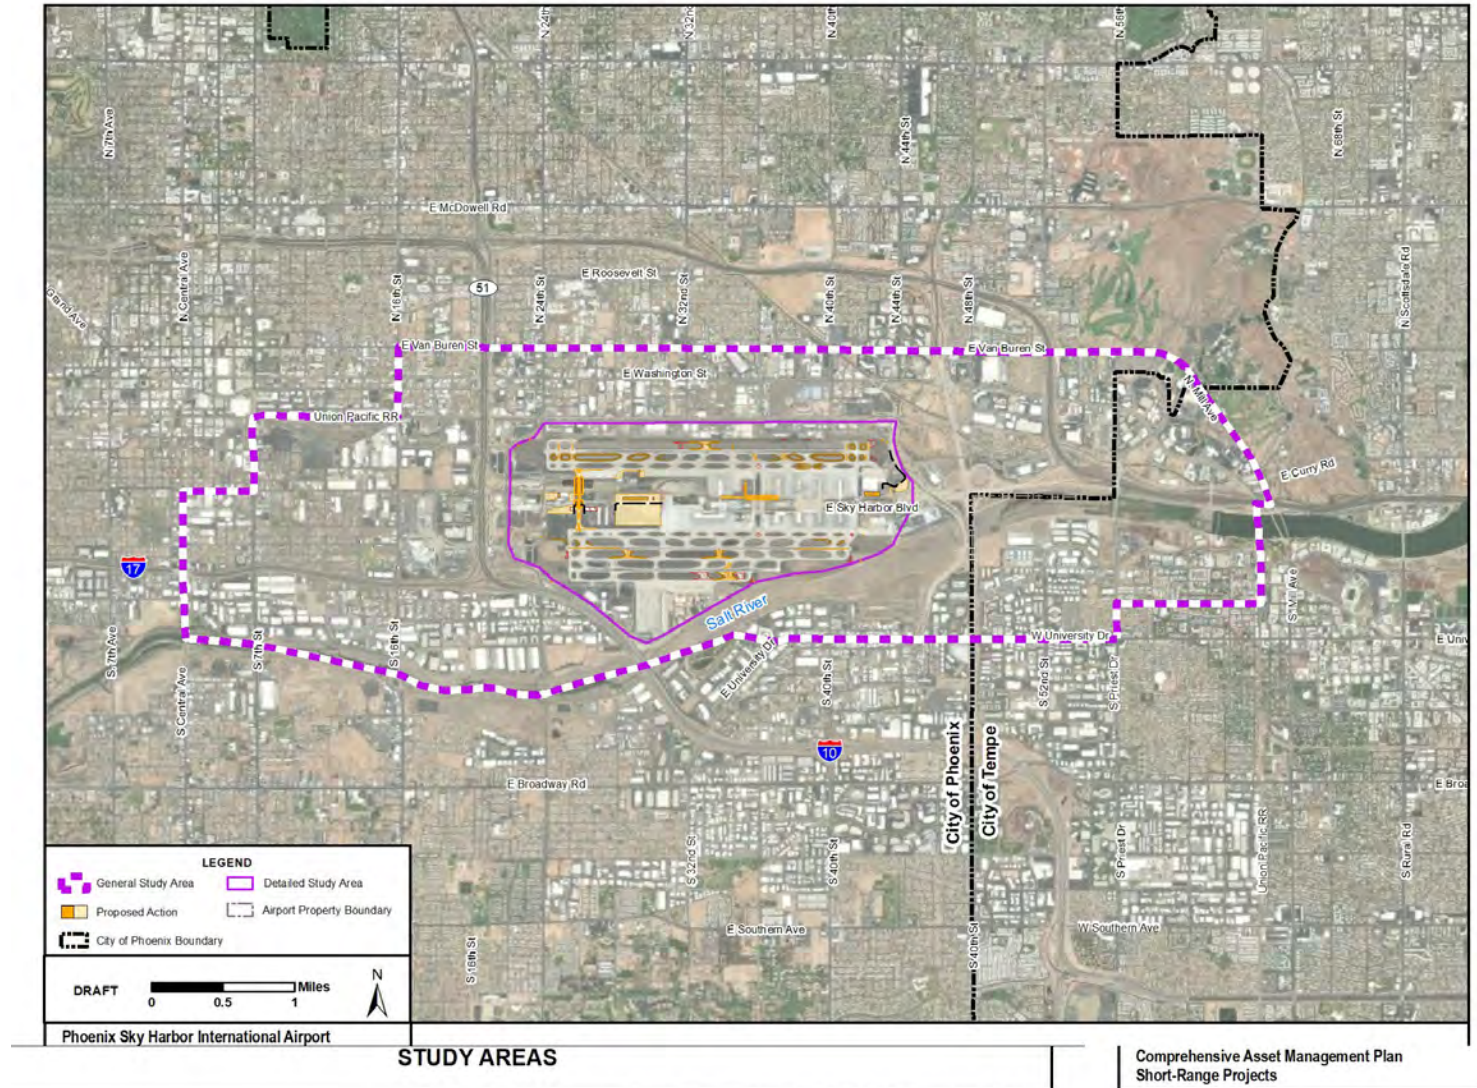 N 24th St
N 32nd St
N 40th St
N 56th St
N 7th Ave
N 44th St
N 68th St
E McDowell Rd
N Central Ave
N 16th St
51
N 24th St
E Roosevelt St
N 32nd St
N 40th St
N 44th St
N 48th St
N Scottsdale Rd
Grand Ave
E Van Buren St
E Van Buren St
E Washington St
N Mill Ave
Union Pacific RR
E Curry Rd
E Sky Harbor Blvd
17
Salt River
S 7th Ave
S Central Ave
S 7th St
S 16th St
E University Dr
S 40th St
W University Dr
S 52nd St
S Priest Dr
S Mill Ave
E Univ
10
City of Phoenix
City of Tempe
E Broadway Rd
E Broa
S 32nd St
S 40th St
S Priest Dr
Union Pacific RR
S Rural Rd
S 16th St
E Southern Ave
S 40th St
W Southern Ave
LEGEND
General Study Area
Detailed Study Area
Proposed Action
Airport Property Boundary
City of Phoenix Boundary
DRAFT
0 0.5 1 Miles
N
Phoenix Sky Harbor International Airport
STUDY AREAS
Comprehensive Asset Management Plan
Short-Range Projects